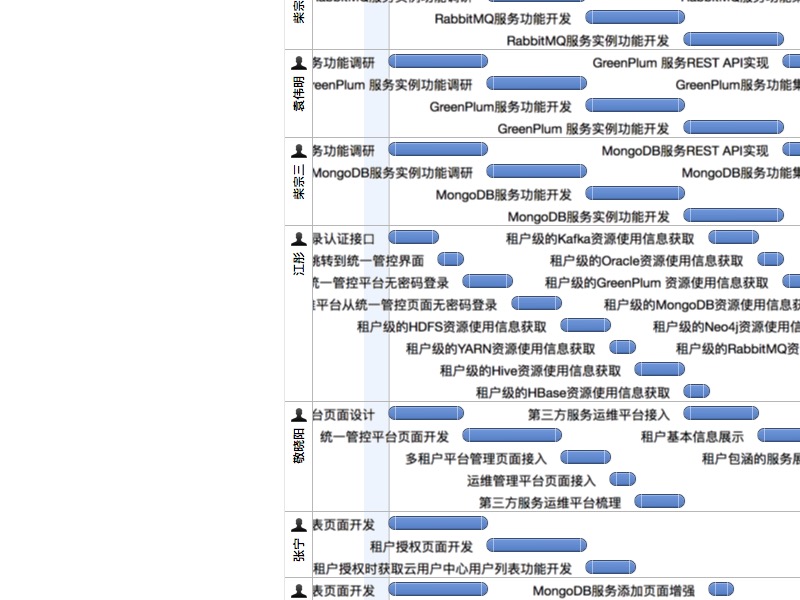 柴宗
RabbitMQ服务功能开发
RabbitMQ服务实例功能开发
袁伟明
务功能调研 GreenPlum 服务REST API实现
reenPlum 服务实例功能调研 GreenPlum服务功能集
GreenPlum服务功能开发
GreenPlum 服务实例功能开发
柴宗三
务功能调研 MongoDB服务REST API实现
MongoDB服务实例功能调研 MongoDB服务功能集
MongoDB服务功能开发
MongoDB服务实例功能开发
江彤
录认证接口 租户级的Kafka资源使用信息获取
跳转到统一管控界面 租户级的Oracle资源使用信息获取
统一管控平台无密码登录 租户级的GreenPlum 资源使用信息获取
平台从统一管控页面无密码登录 租户级的MongoDB资源使用信息获
租户级的HDFS资源使用信息获取 租户级的Neo4j资源使用信
租户级的YARN资源使用信息获取 租户级的RabbitMQ资
租户级的Hive资源使用信息获取
租户级的HBase资源使用信息获取
敬晓阳
台页面设计 第三方服务运维平台接入
统一管控平台页面开发 租户基本信息展示
多租户平台管理页面接入 租户包涵的服务展
运维管理平台页面接入
第三方服务运维平台梳理
张宁
表页面开发
租户授权页面开发
租户授权时获取云用户中心用户列表功能开发
表页面开发 MongoDB服务添加页面增强